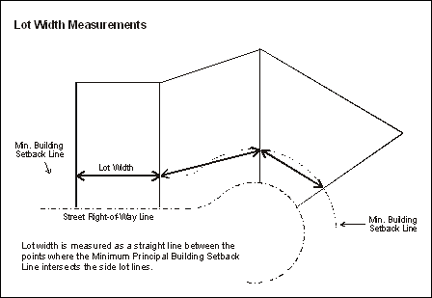 Lot Width Measurements
Min. Building
Setback Line
Lot Width
Street Right-of-Way Line
Min. Building
Setback Line
Lot width is measured as a straight line between the
points where the Minimum Principal Building Setback
Line intersects the side lot lines.